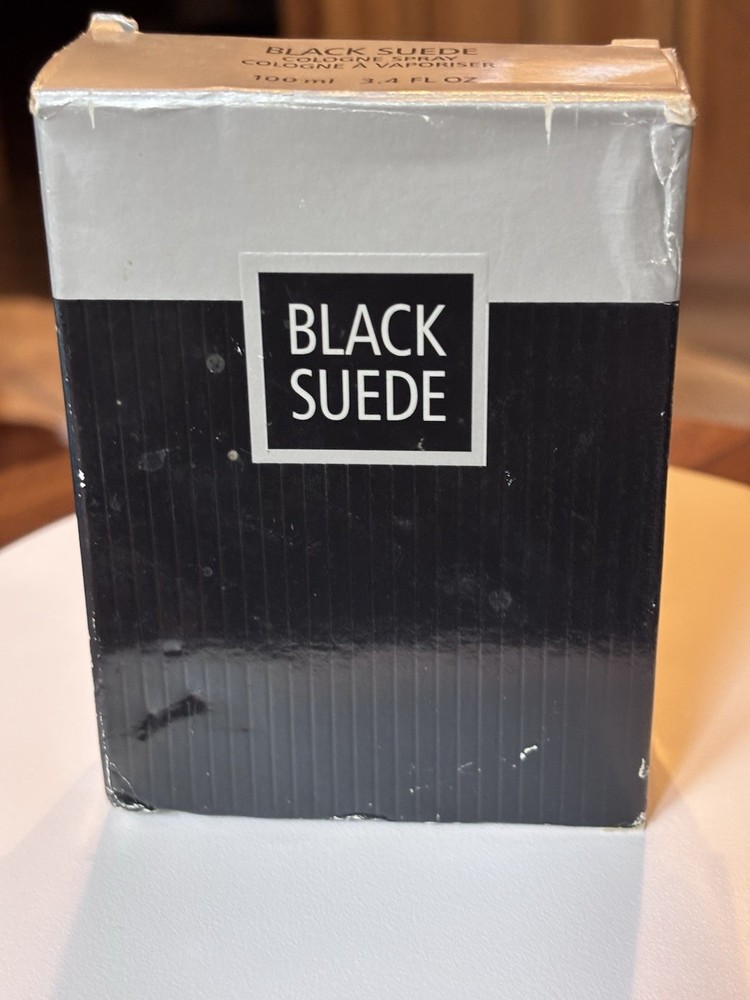 BLACK SUEDE
COLOGNE SPRAY
COLOGNE À VAPORISER
100 ml 3.4 FL OZ
BLACK
SUEDE